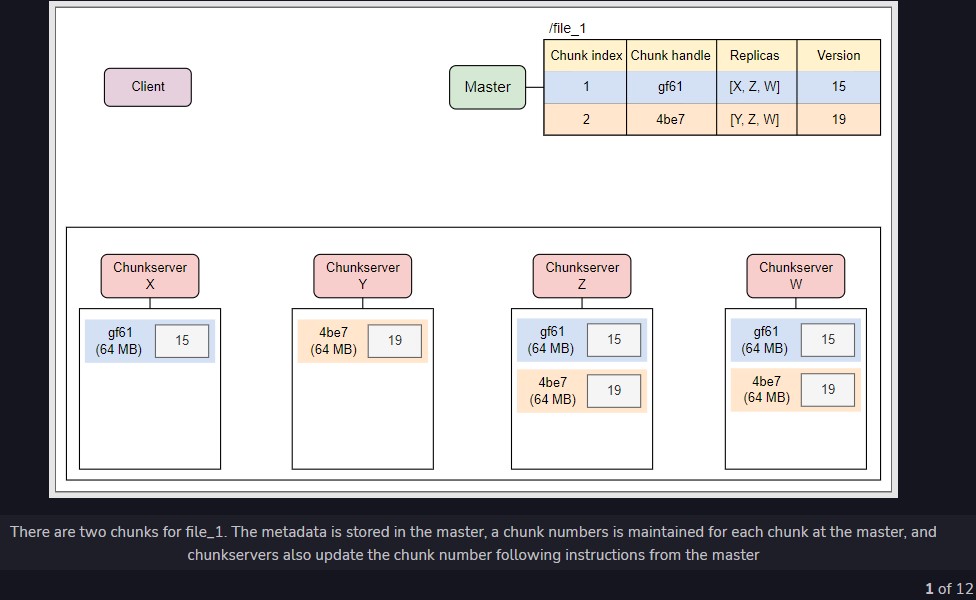 /file_1
Chunk index Chunk handle Replicas Version
1 gf61 [X, Z, W] 15
2 4be7 [Y, Z, W] 19
Client
Master
Chunkserver
X
gf61
(64 MB)
15
Chunkserver
Y
4be7
(64 MB)
19
Chunkserver
Z
gf61
(64 MB)
15
4be7
(64 MB)
19
Chunkserver
W
gf61
(64 MB)
15
4be7
(64 MB)
19
There are two chunks for file_1. The metadata is stored in the master, a chunk numbers is maintained for each chunk at the master, and
chunkservers also update the chunk number following instructions from the master
1 of 12